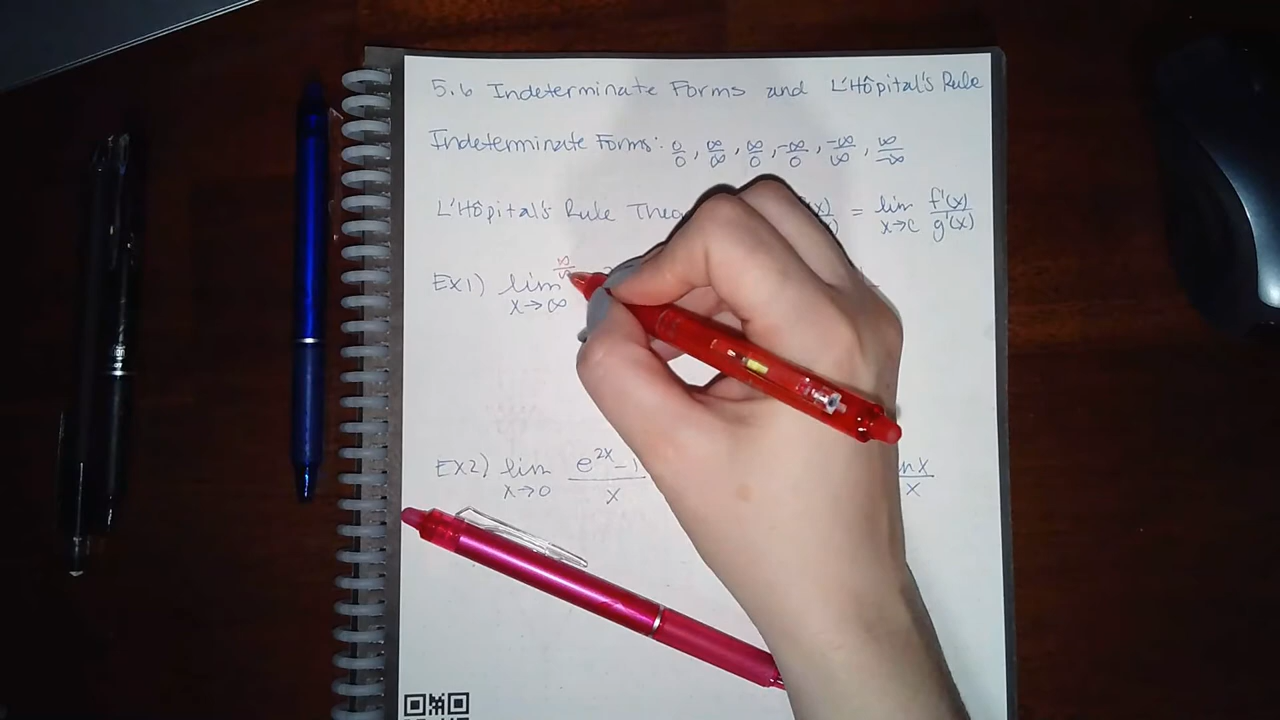 5.6 Indeterminate Forms and L'Hôpital's Rule
Indeterminate Forms: 0/0, ∞/∞, ∞/0, -∞/0, -∞/∞, ∞/-∞
L'Hôpital's Rule = lim x→c f'(x)/g'(x)
∞/∞
EX1) lim x→∞
EX2) lim x→0 e^2x - 1 / x
x